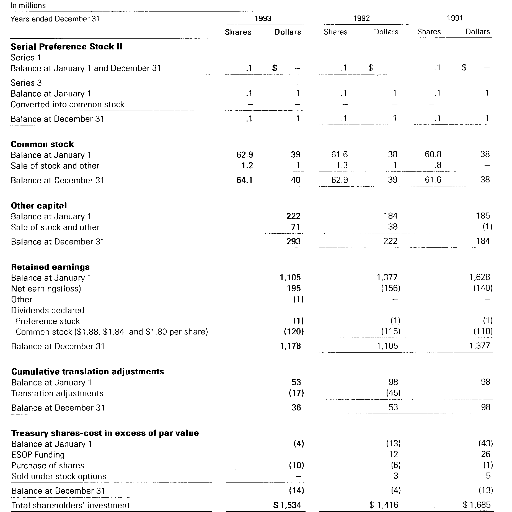 In millions
Years ended December 31 1993 1992 1991
Shares Dollars Shares Dollars Shares Dollars
Serial Preference Stock II
Series 1
Balance at January 1 and December 31 .1 $ – .1 $ .1 $ –
Series 3
Balance at January 1 .1 1 .1 1 .1 1
Converted into common stock – – – –
Balance at December 31 .1 1 .1 1 .1 1
Common stock
Balance at January 1 62.9 39 61.6 38 60.8 38
Sale of stock and other 1.2 1 1.3 1 .8 –
Balance at December 31 64.1 40 62.9 39 61.6 38
Other capital
Balance at January 1 222 184 185
Sale of stock and other 71 38 (1)
Balance at December 31 293 222 184
Retained earnings
Balance at January 1 1,105 1,377 1,628
Net earnings(loss) 195 (156) (140)
Other (1) – –
Dividends declared
Preference stock (1) (1) (1)
Common stock ($1.88, $1.84 and $1.80 per share) (120) (115) (110)
Balance at December 31 1,178 1,105 1,377
Cumulative translation adjustments
Balance at January 1 53 98 98
Translation adjustments (17) (45)
Balance at December 31 36 53 98
Treasury shares-cost in excess of par value
Balance at January 1 (4) (13) (43)
ESOP Funding 12 26
Purchase of shares (10) (6) (1)
Sold under stock options – 3 5
Balance at December 31 (14) (4) (13)
Total shareholders' investment $1,534 $1,416 $1,685